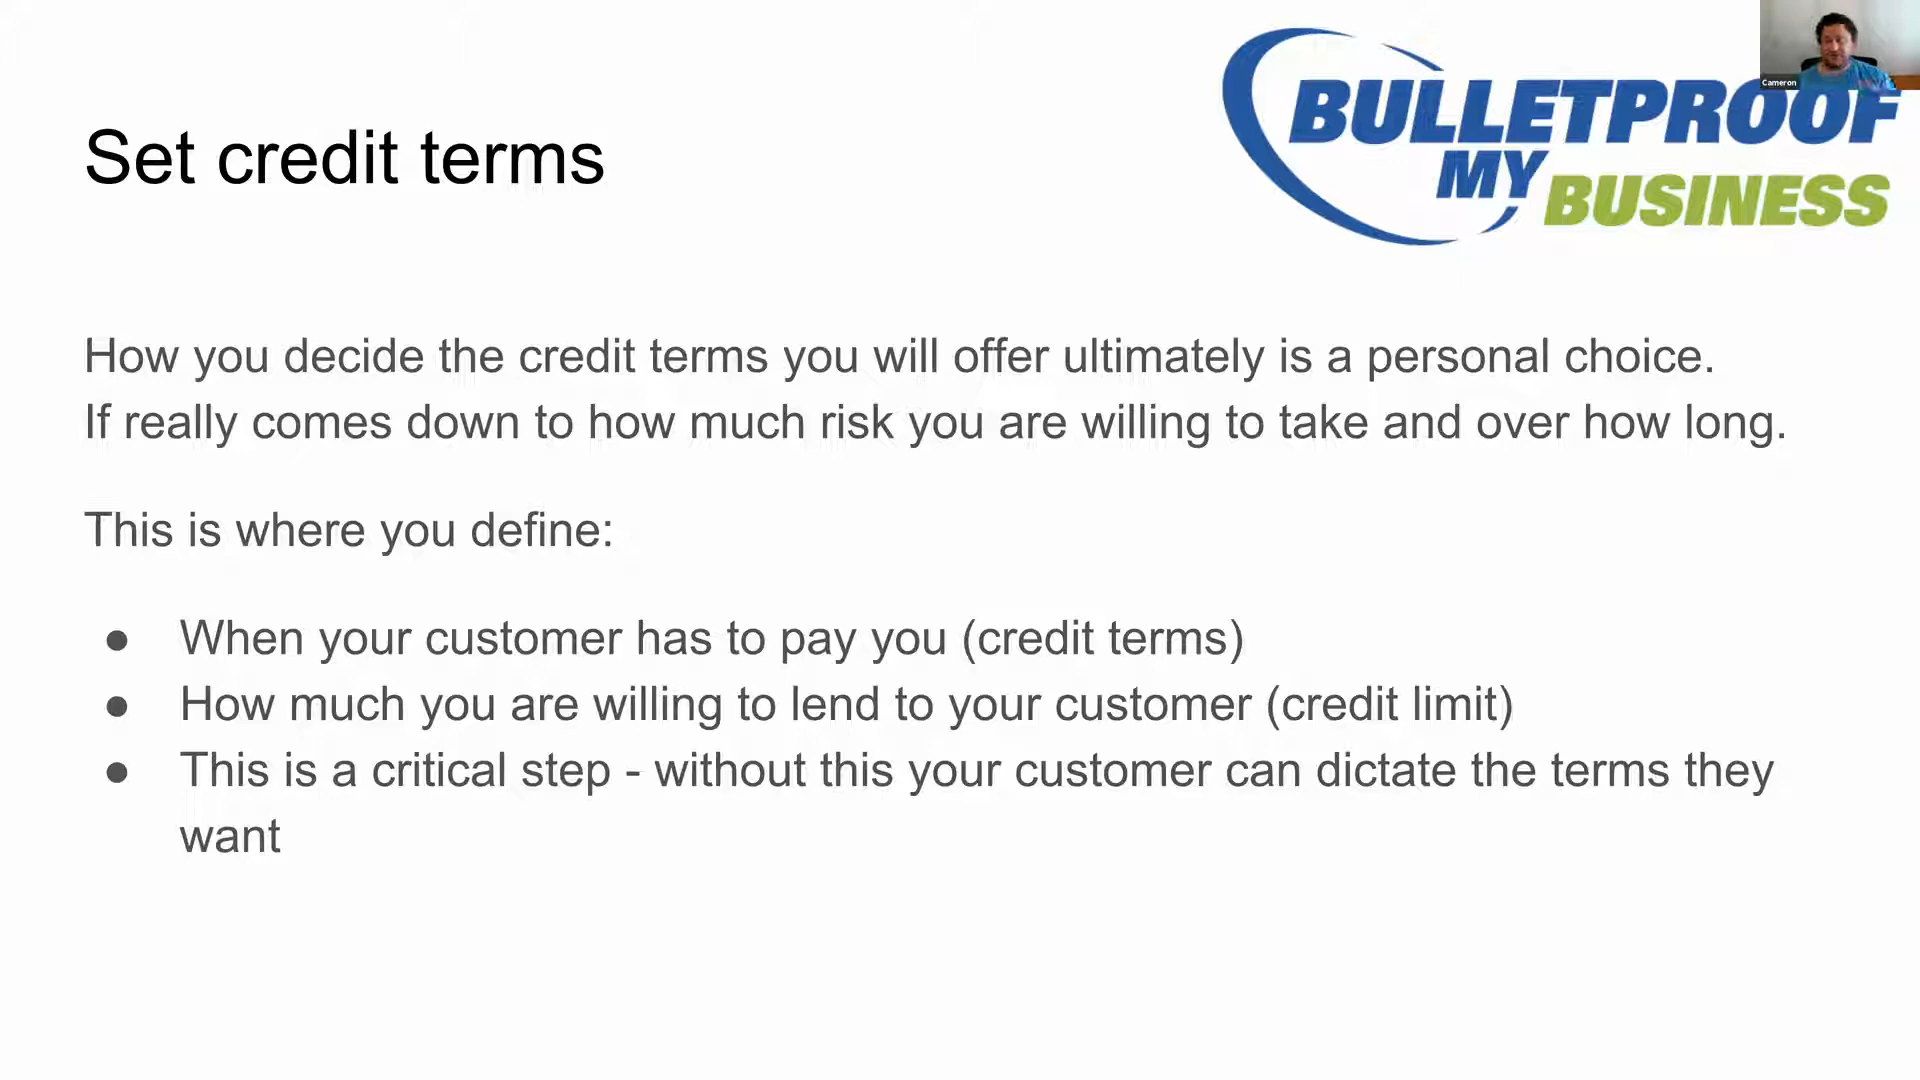 Cameron
BULLETPROOF
MY
BUSINESS
Set credit terms
How you decide the credit terms you will offer ultimately is a personal choice.
If really comes down to how much risk you are willing to take and over how long.
This is where you define:
● When your customer has to pay you (credit terms)
● How much you are willing to lend to your customer (credit limit)
● This is a critical step - without this your customer can dictate the terms they
want